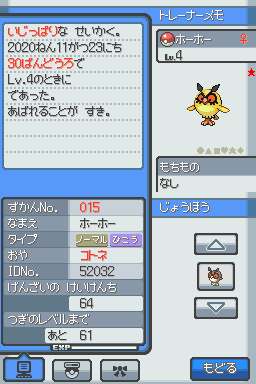 トレーナーメモ
いじっぱりな せいかく。
2020ねん11がつ23にち
30ばんどうろで
Lv.4のときに
であった。
あばれることが すき。
ホーホー ♀
Lv.4
もちもの
なし
ずかんNo. 015
なまえ ホーホー
タイプ ノーマル ひこう
おや コトネ
IDNo. 52032
げんざいの けいけんち
64
つぎのレベルまで
あと 61
EXP
じょうほう
もどる